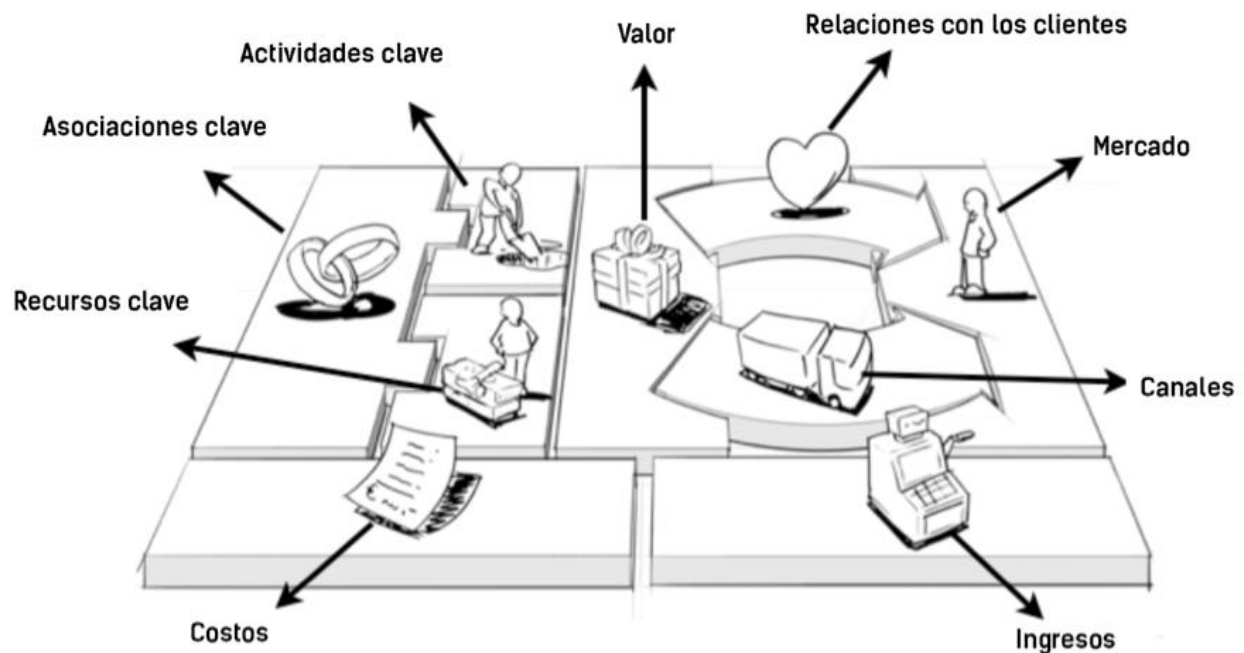 Relaciones con los clientes
Valor
Actividades clave
Asociaciones clave
Mercado
Recursos clave
Canales
Costos
Ingresos